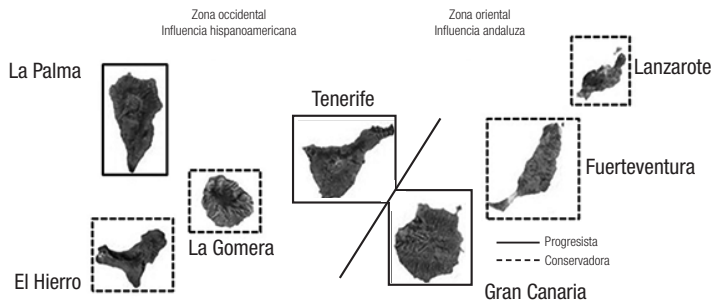 Zona occidental
Influencia hispanoamericana
Zona oriental
Influencia andaluza
La Palma
Lanzarote
Tenerife
Fuerteventura
La Gomera
Progresista
Conservadora
El Hierro
Gran Canaria